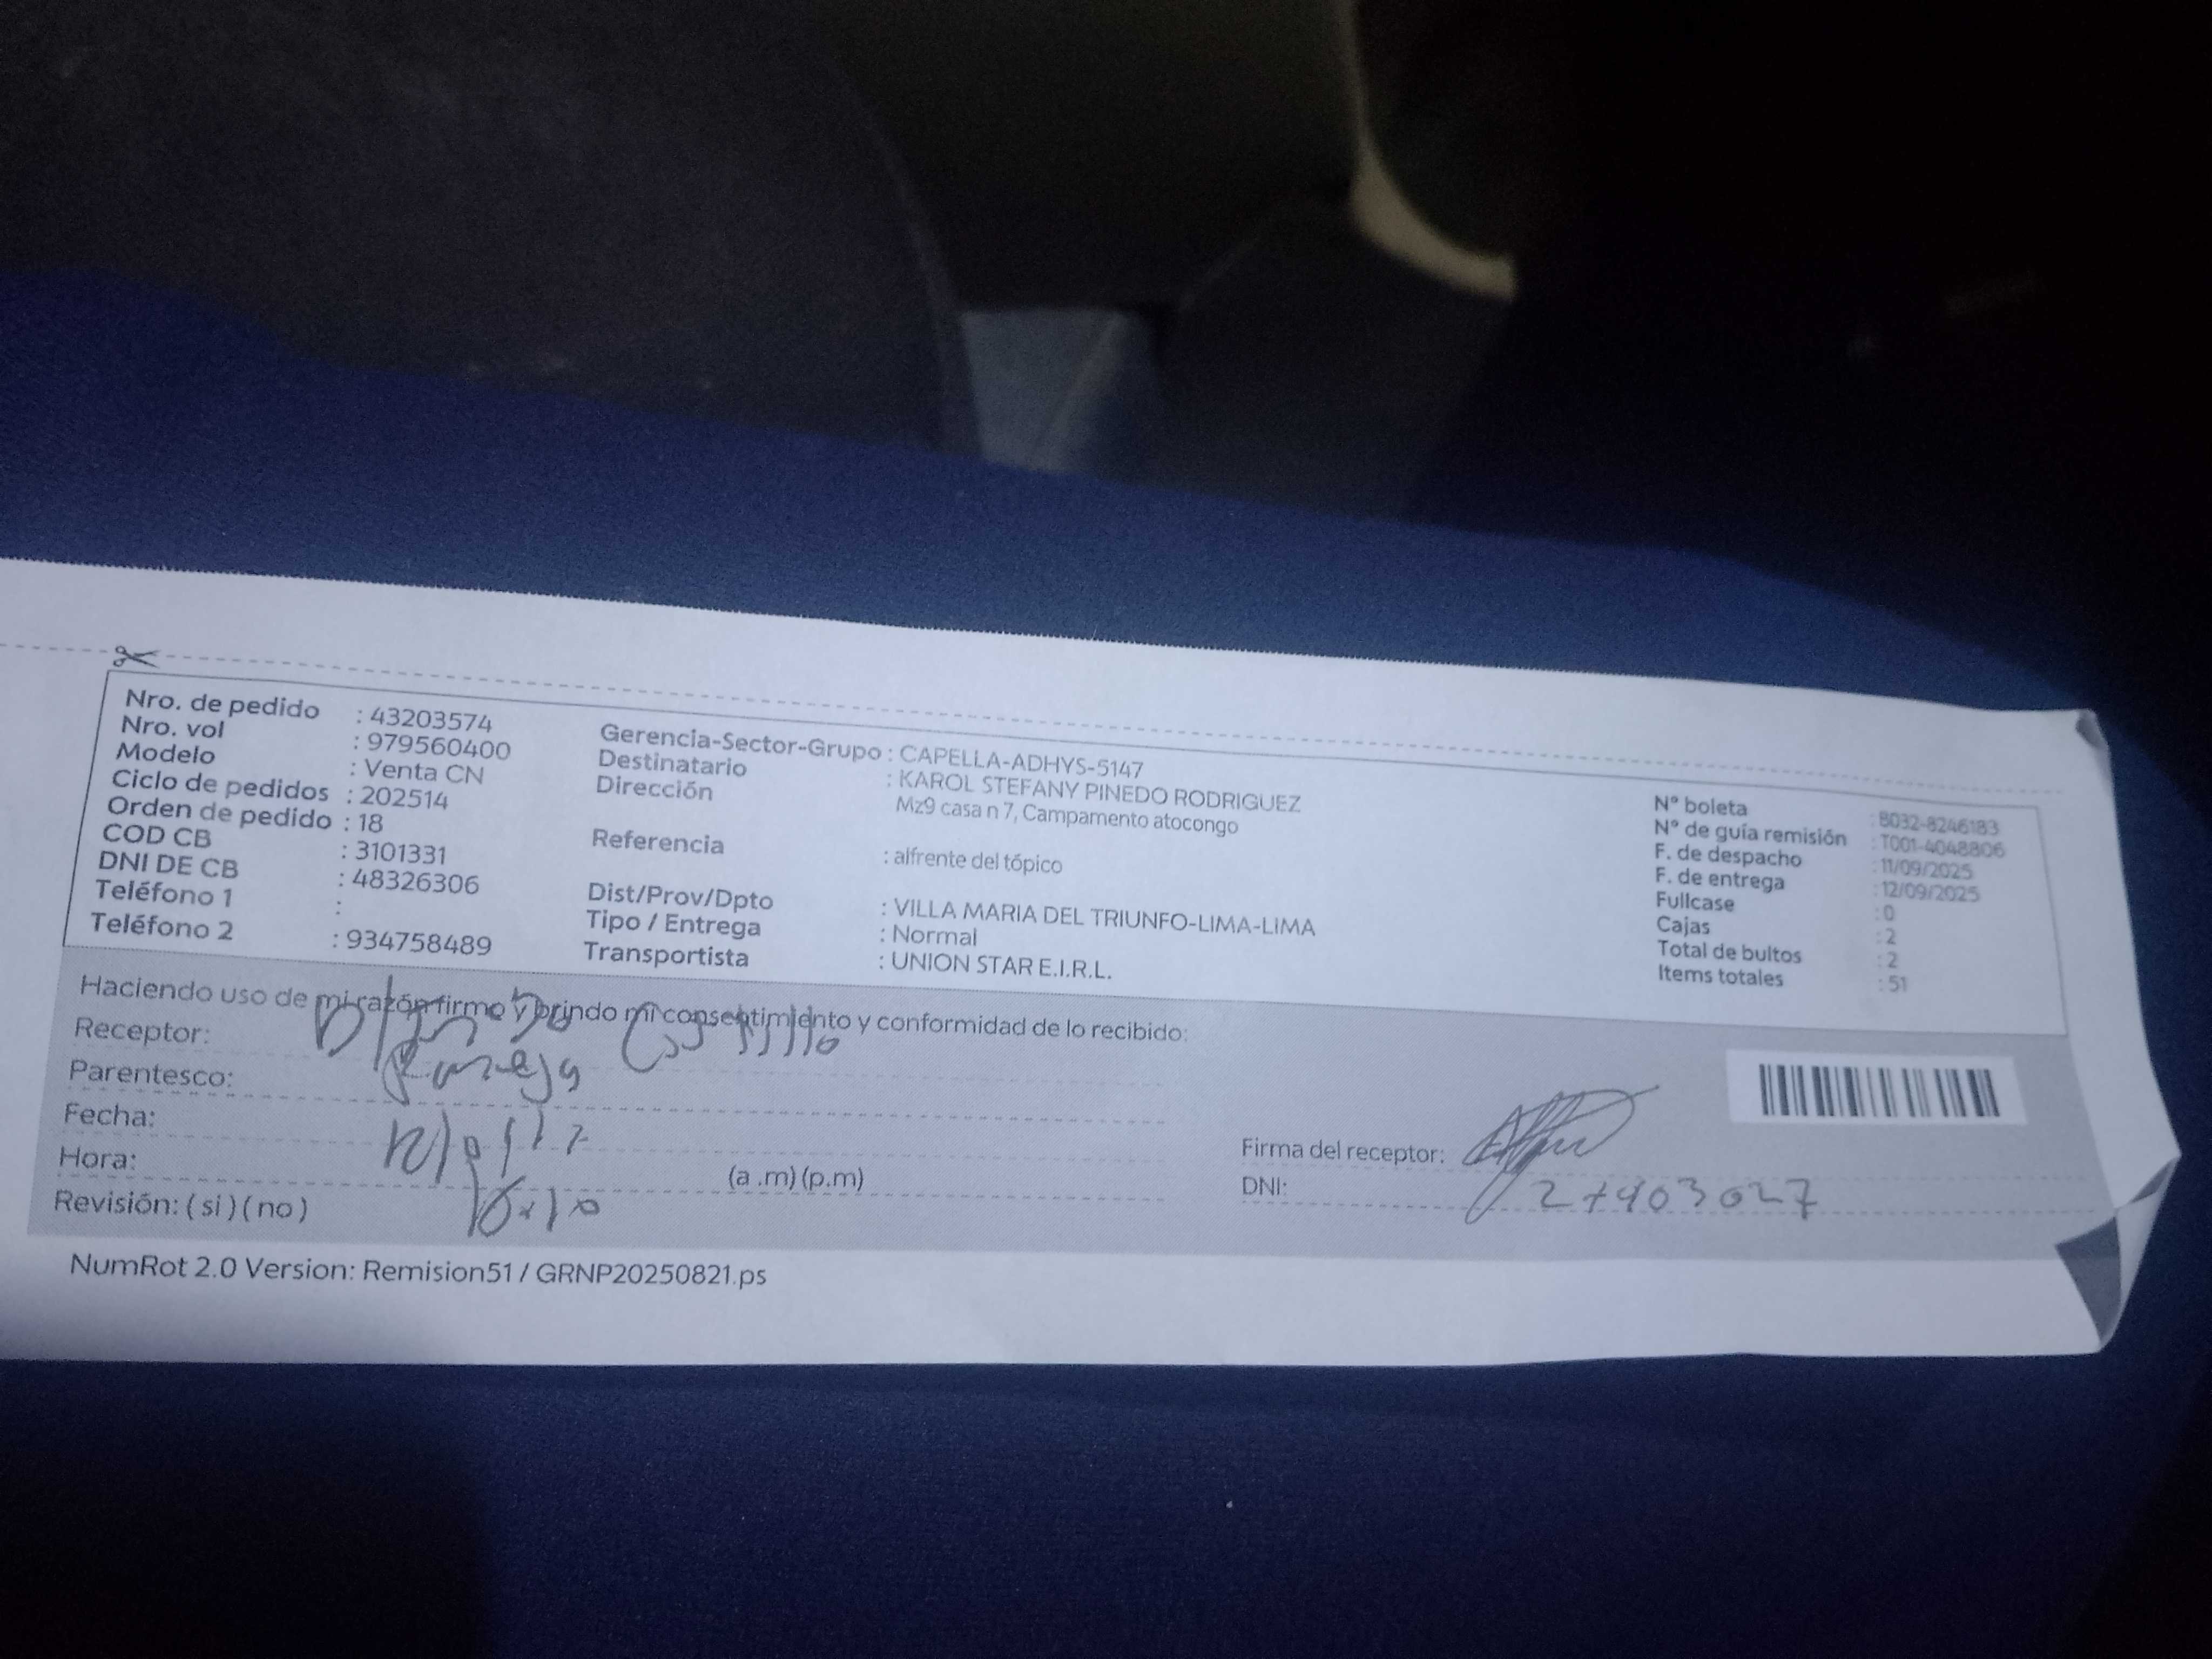 Nro. de pedido : 43203574
Nro. vol : 979560400
Modelo : Venta CN
Ciclo de pedidos : 202514
Orden de pedido : 18
COD CB : 3101331
DNI DE CB : 48326306
Teléfono 1 :
Teléfono 2 : 934758489
Gerencia-Sector-Grupo : CAPELLA-ADHYS-5147
Destinatario : KAROL STEFANY PINEDO RODRIGUEZ
Dirección Mz9 casa n 7, Campamento atocongo
Referencia : alfrente del tópico
Dist/Prov/Dpto : VILLA MARIA DEL TRIUNFO-LIMA-LIMA
Tipo / Entrega : Normal
Transportista : UNION STAR E.I.R.L.
N° boleta : B032-8246183
N° de guía remisión : T001-4048806
F. de despacho : 11/09/2025
F. de entrega : 12/09/2025
Fullcase : 0
Cajas : 2
Total de bultos : 2
Items totales : 51
Haciendo uso de mi razón firmo y brindo mi consentimiento y conformidad de lo recibido:
Receptor:
Parentesco: Pareja
Fecha:
Hora: (a .m) (p.m)
Revisión: ( si ) ( no )
Firma del receptor:
DNI:
NumRot 2.0 Version: Remision51 / GRNP20250821.ps